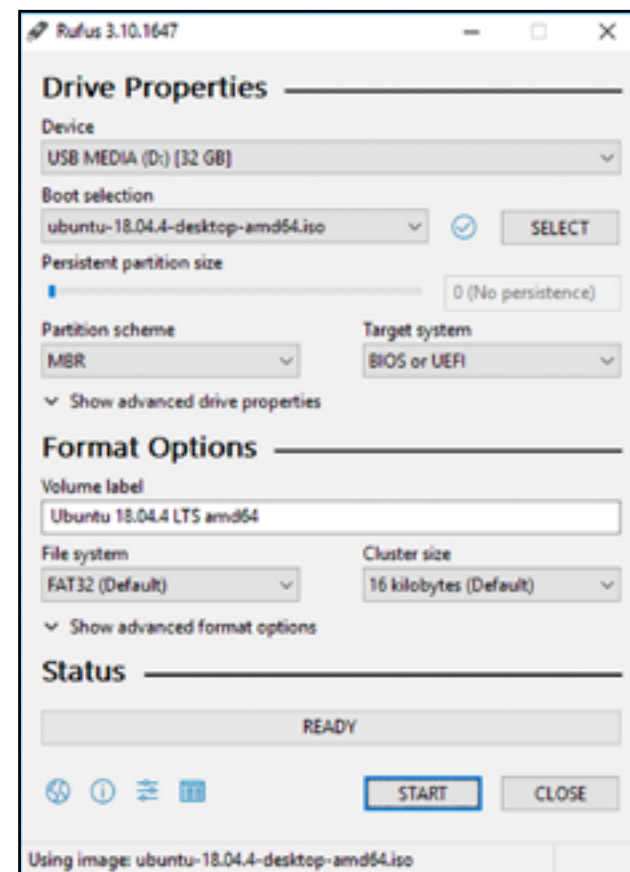 Rufus 3.10.1647
Drive Properties
Device
USB MEDIA (D:) [32 GB]
Boot selection
ubuntu-18.04.4-desktop-amd64.iso
SELECT
Persistent partition size
0 (No persistence)
Partition scheme
Target system
MBR
BIOS or UEFI
Show advanced drive properties
Format Options
Volume label
Ubuntu 18.04.4 LTS amd64
File system
Cluster size
FAT32 (Default)
16 kilobytes (Default)
Show advanced format options
Status
READY
START
CLOSE
Using image: ubuntu-18.04.4-desktop-amd64.iso